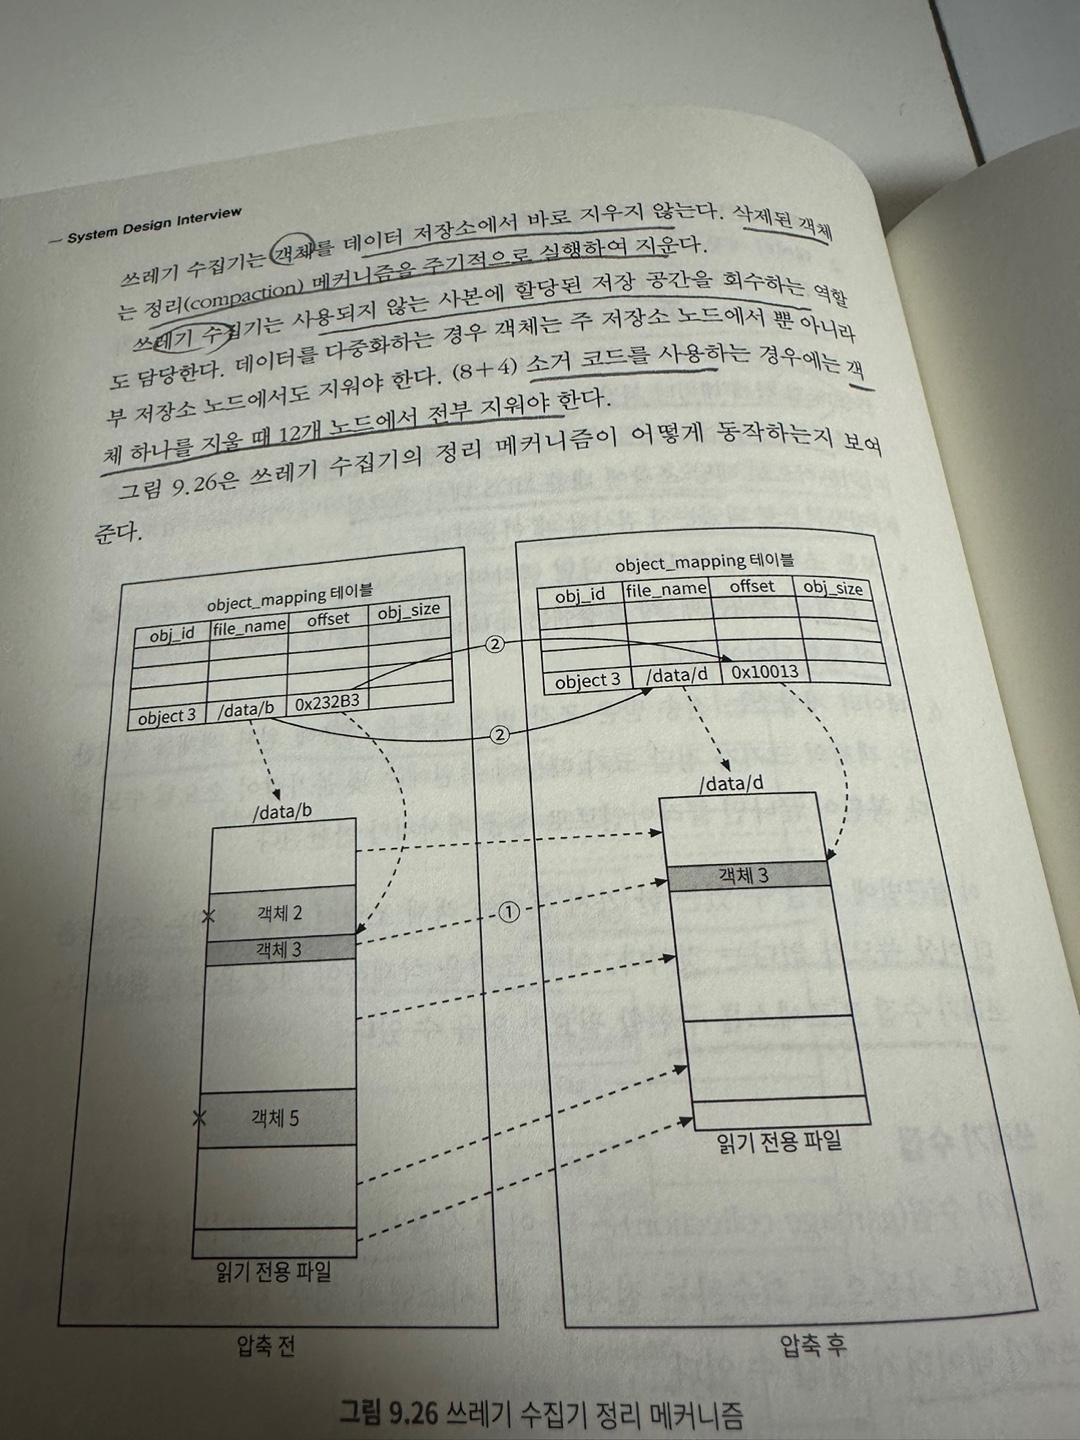 — System Design Interview
쓰레기 수집기는 객체를 데이터 저장소에서 바로 지우지 않는다. 삭제된 객체
는 정리(compaction) 메커니즘을 주기적으로 실행하여 지운다.
쓰레기 수집기는 사용되지 않는 사본에 할당된 저장 공간을 회수하는 역할
도 담당한다. 데이터를 다중화하는 경우 객체는 주 저장소 노드에서 뿐 아니라
부 저장소 노드에서도 지워야 한다. (8+4) 소거 코드를 사용하는 경우에는 객
체 하나를 지울 때 12개 노드에서 전부 지워야 한다.
그림 9.26은 쓰레기 수집기의 정리 메커니즘이 어떻게 동작하는지 보여
준다.
object_mapping 테이블
obj_id file_name offset obj_size
object 3 /data/b 0x232B3
②
②
/data/b
객체 2
객체 3
객체 5
읽기 전용 파일
압축 전
①
object_mapping 테이블
obj_id file_name offset obj_size
object 3 /data/d 0x10013
/data/d
객체 3
읽기 전용 파일
압축 후
그림 9.26 쓰레기 수집기 정리 메커니즘